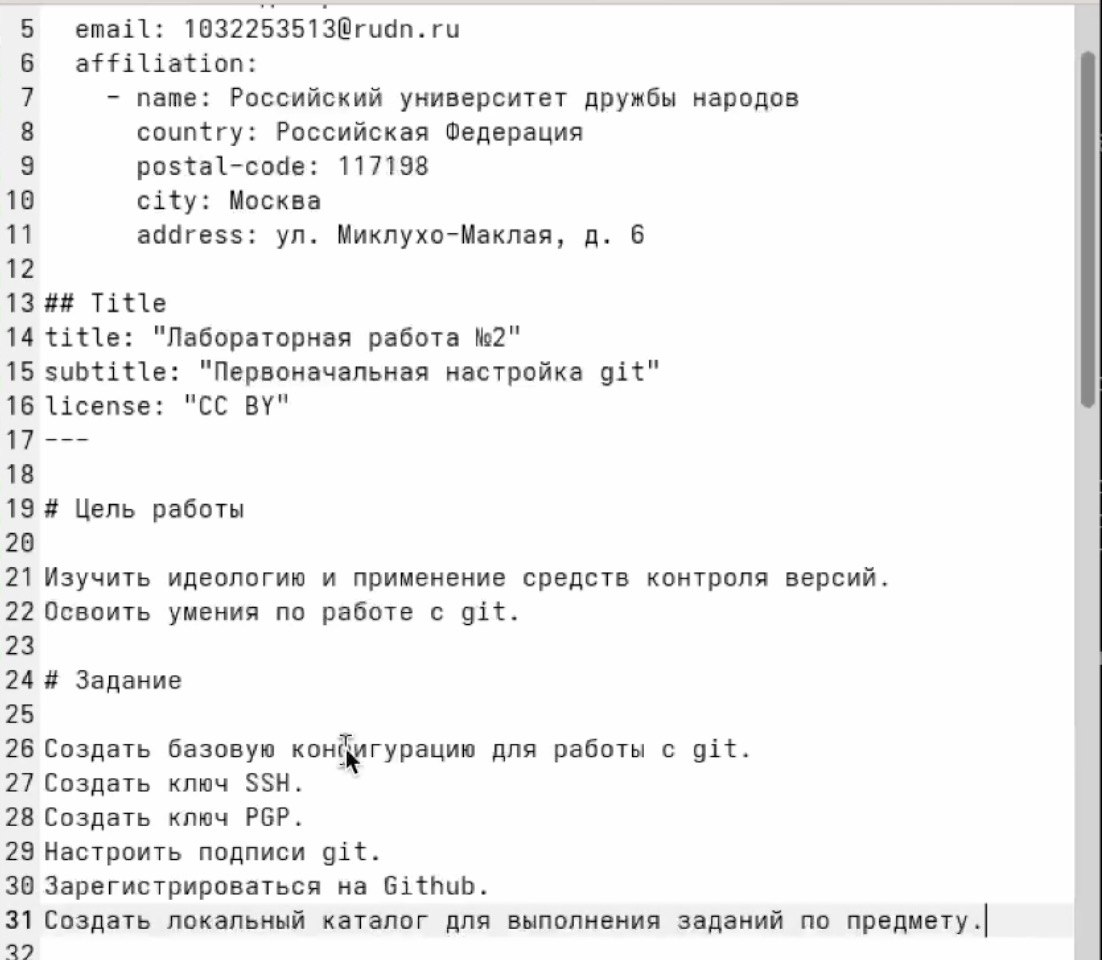 5   email: 1032253513@rudn.ru
6   affiliation:
7     - name: Российский университет дружбы народов
8       country: Российская Федерация
9       postal-code: 117198
10       city: Москва
11       address: ул. Миклухо-Маклая, д. 6
12
13 ## Title
14 title: "Лабораторная работа №2"
15 subtitle: "Первоначальная настройка git"
16 license: "CC BY"
17 ---
18
19 # Цель работы
20
21 Изучить идеологию и применение средств контроля версий.
22 Освоить умения по работе с git.
23
24 # Задание
25
26 Создать базовую конфигурацию для работы с git.
27 Создать ключ SSH.
28 Создать ключ PGP.
29 Настроить подписи git.
30 Зарегистрироваться на Github.
31 Создать локальный каталог для выполнения заданий по предмету.
32